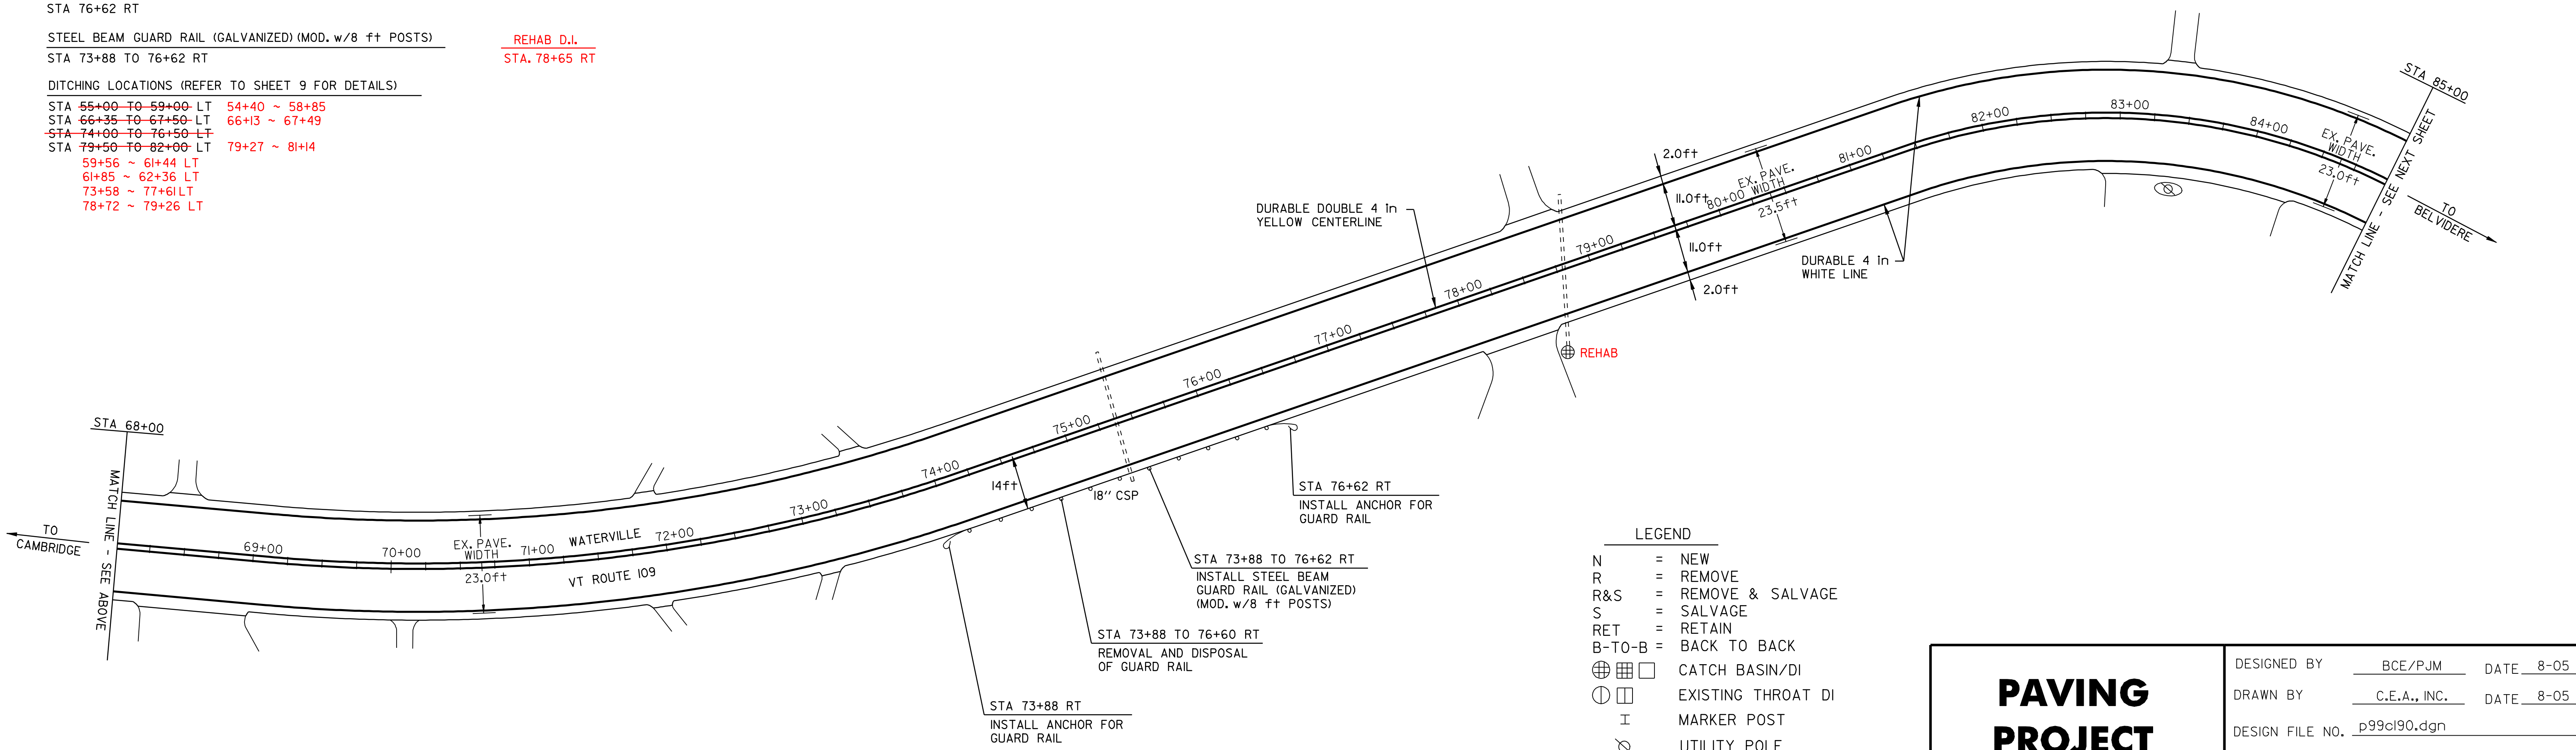 STA 76+62 RT
STEEL BEAM GUARD RAIL (GALVANIZED) (MOD. w/8 ft POSTS)
STA 73+88 TO 76+62 RT
REHAB D.I.
STA. 78+65 RT
DITCHING LOCATIONS (REFER TO SHEET 9 FOR DETAILS)
STA 55+00 TO 59+00 LT 54+40 ~ 58+85
STA 66+35 TO 67+50 LT 66+13 ~ 67+49
STA 74+00 TO 76+50 LT
STA 79+50 TO 82+00 LT 79+27 ~ 81+14
59+56 ~ 61+44 LT
61+85 ~ 62+36 LT
73+58 ~ 77+61 LT
78+72 ~ 79+26 LT
STA 68+00
MATCH LINE - SEE ABOVE
TO
CAMBRIDGE
69+00
70+00
EX. PAVE.
WIDTH
23.0ft
71+00
WATERVILLE
VT ROUTE 109
72+00
73+00
74+00
14ft
75+00
18" CSP
76+00
77+00
78+00
79+00
80+00
81+00
82+00
83+00
84+00
STA 73+88 RT
INSTALL ANCHOR FOR
GUARD RAIL
STA 73+88 TO 76+60 RT
REMOVAL AND DISPOSAL
OF GUARD RAIL
STA 73+88 TO 76+62 RT
INSTALL STEEL BEAM
GUARD RAIL (GALVANIZED)
(MOD. w/8 ft POSTS)
STA 76+62 RT
INSTALL ANCHOR FOR
GUARD RAIL
DURABLE DOUBLE 4 in
YELLOW CENTERLINE
REHAB
2.0ft
11.0ft
11.0ft
2.0ft
EX. PAVE.
WIDTH
23.5ft
DURABLE 4 in
WHITE LINE
EX. PAVE.
WIDTH
23.0ft
STA 85+00
MATCH LINE - SEE NEXT SHEET
TO
BELVIDERE
LEGEND
N = NEW
R = REMOVE
R&S = REMOVE & SALVAGE
S = SALVAGE
RET = RETAIN
B-TO-B = BACK TO BACK
CATCH BASIN/DI
EXISTING THROAT DI
MARKER POST
UTILITY POLE
PAVING
PROJECT
DESIGNED BY BCE/PJM DATE 8-05
DRAWN BY C.E.A., INC. DATE 8-05
DESIGN FILE NO. p99c190.dgn